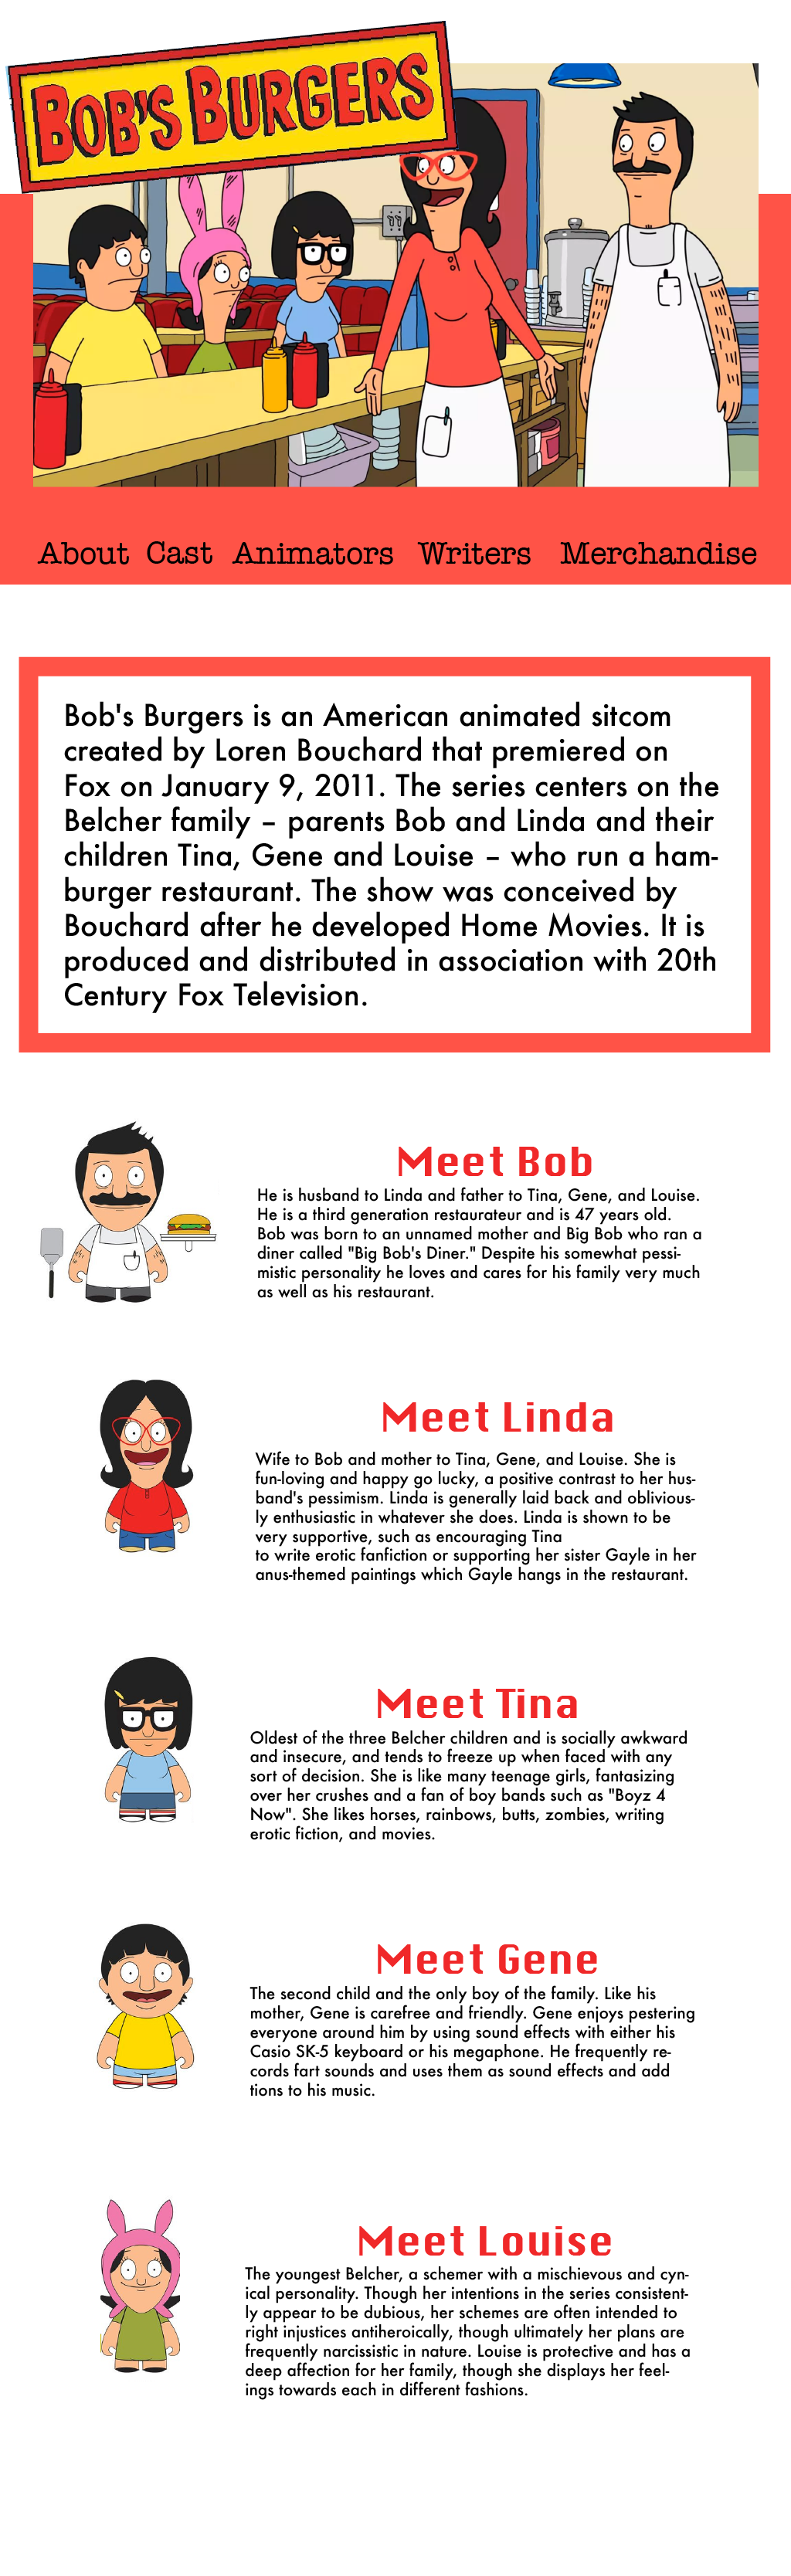 BOB'S BURGERS
About Cast Animators Writers Merchandise
Bob's Burgers is an American animated sitcom
created by Loren Bouchard that premiered on
Fox on January 9, 2011. The series centers on the
Belcher family – parents Bob and Linda and their
children Tina, Gene and Louise – who run a ham-
burger restaurant. The show was conceived by
Bouchard after he developed Home Movies. It is
produced and distributed in association with 20th
Century Fox Television.
Meet Bob
He is husband to Linda and father to Tina, Gene, and Louise.
He is a third generation restaurateur and is 47 years old.
Bob was born to an unnamed mother and Big Bob who ran a
diner called "Big Bob's Diner." Despite his somewhat pessi-
mistic personality he loves and cares for his family very much
as well as his restaurant.
Meet Linda
Wife to Bob and mother to Tina, Gene, and Louise. She is
fun-loving and happy go lucky, a positive contrast to her hus-
band's pessimism. Linda is generally laid back and oblivious-
ly enthusiastic in whatever she does. Linda is shown to be
very supportive, such as encouraging Tina
to write erotic fanfiction or supporting her sister Gayle in her
anus-themed paintings which Gayle hangs in the restaurant.
Meet Tina
Oldest of the three Belcher children and is socially awkward
and insecure, and tends to freeze up when faced with any
sort of decision. She is like many teenage girls, fantasizing
over her crushes and a fan of boy bands such as "Boyz 4
Now". She likes horses, rainbows, butts, zombies, writing
erotic fiction, and movies.
Meet Gene
The second child and the only boy of the family. Like his
mother, Gene is carefree and friendly. Gene enjoys pestering
everyone around him by using sound effects with either his
Casio SK-5 keyboard or his megaphone. He frequently re-
cords fart sounds and uses them as sound effects and add
tions to his music.
Meet Louise
The youngest Belcher, a schemer with a mischievous and cyn-
ical personality. Though her intentions in the series consistent-
ly appear to be dubious, her schemes are often intended to
right injustices antiheroically, though ultimately her plans are
frequently narcissistic in nature. Louise is protective and has a
deep affection for her family, though she displays her feel-
ings towards each in different fashions.